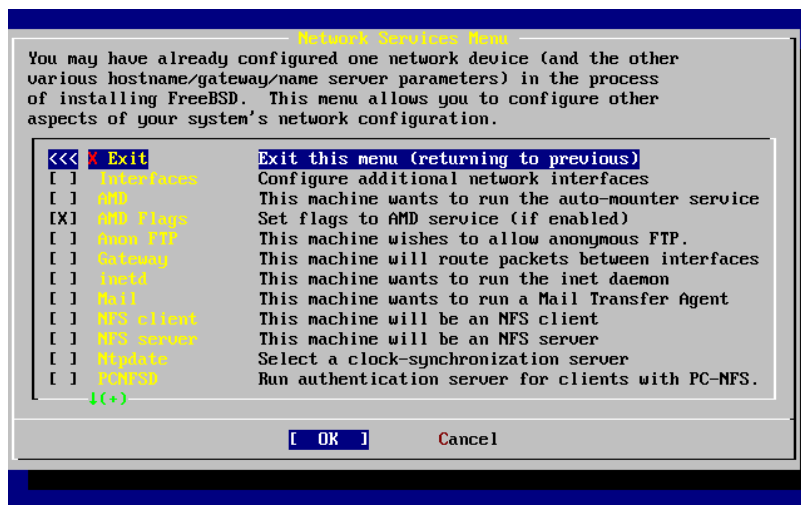 Network Services Menu
You may have already configured one network device (and the other
various hostname/gateway/name server parameters) in the process
of installing FreeBSD.  This menu allows you to configure other
aspects of your system's network configuration.
<<< X Exit Exit this menu (returning to previous)
[ ] Interfaces Configure additional network interfaces
[ ] AMD This machine wants to run the auto-mounter service
[X] AMD Flags Set flags to AMD service (if enabled)
[ ] Anon FTP This machine wishes to allow anonymous FTP.
[ ] Gateway This machine will route packets between interfaces
[ ] inetd This machine wants to run the inet daemon
[ ] Mail This machine wants to run a Mail Transfer Agent
[ ] NFS client This machine will be an NFS client
[ ] NFS server This machine will be an NFS server
[ ] Ntpdate Select a clock-synchronization server
[ ] PCNFSD Run authentication server for clients with PC-NFS.
↓(+)
[ OK ] Cancel